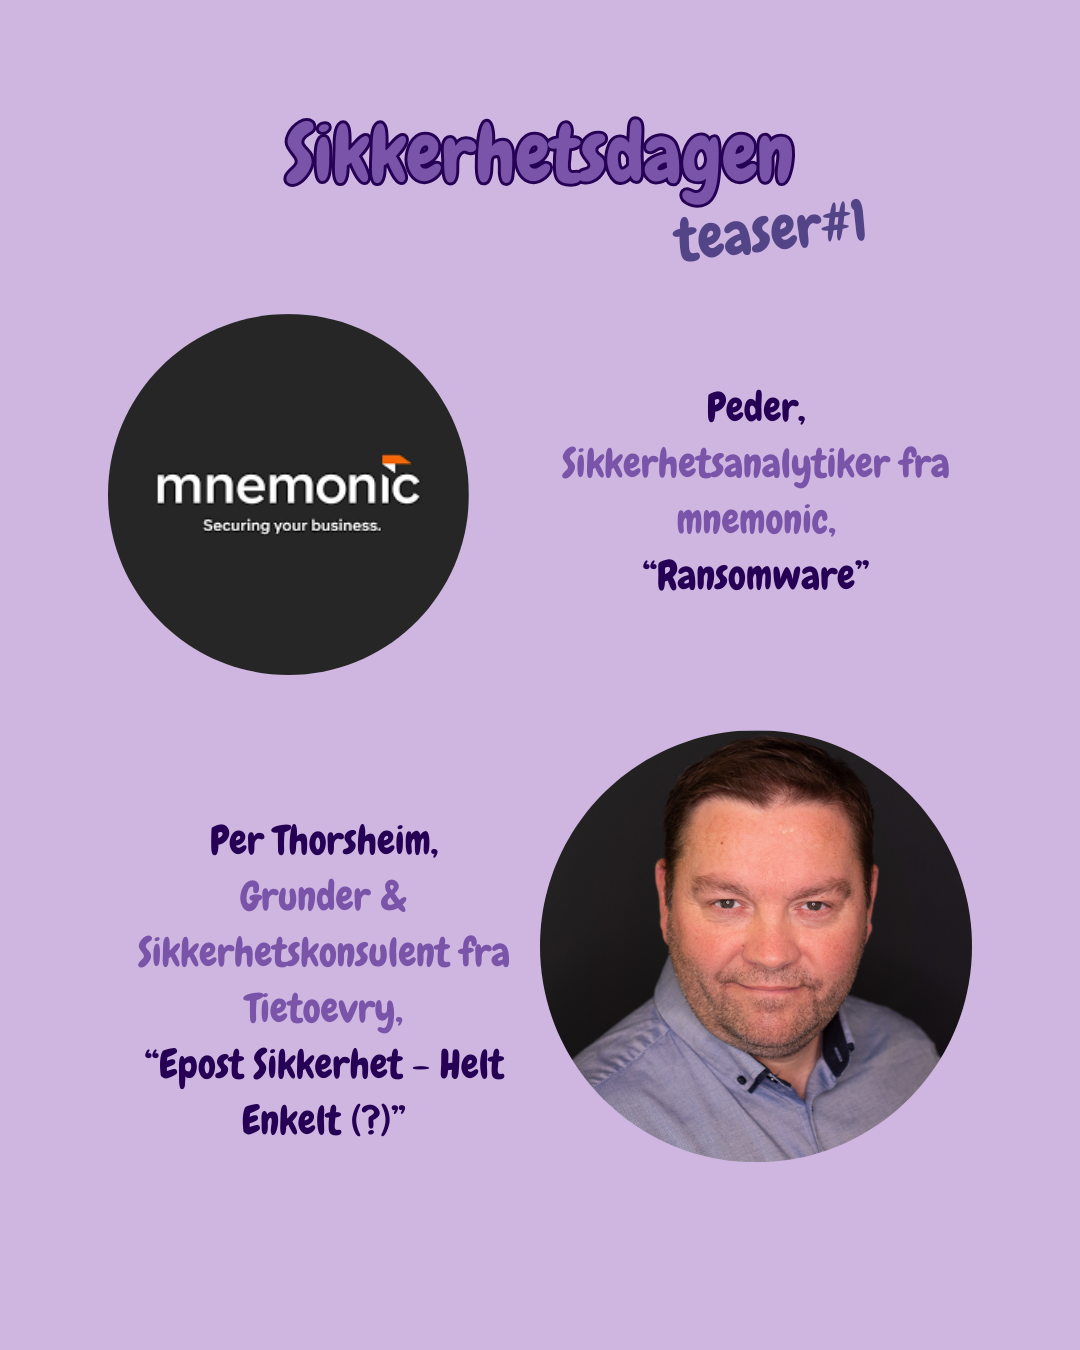 Sikkerhetsdagen
teaser#1
mnemonic
Securing your business.
Peder,
Sikkerhetsanalytiker fra
mnemonic,
“Ransomware”
Per Thorsheim,
Grunder &
Sikkerhetskonsulent fra
Tietoevry,
“Epost Sikkerhet – Helt
Enkelt (?)”